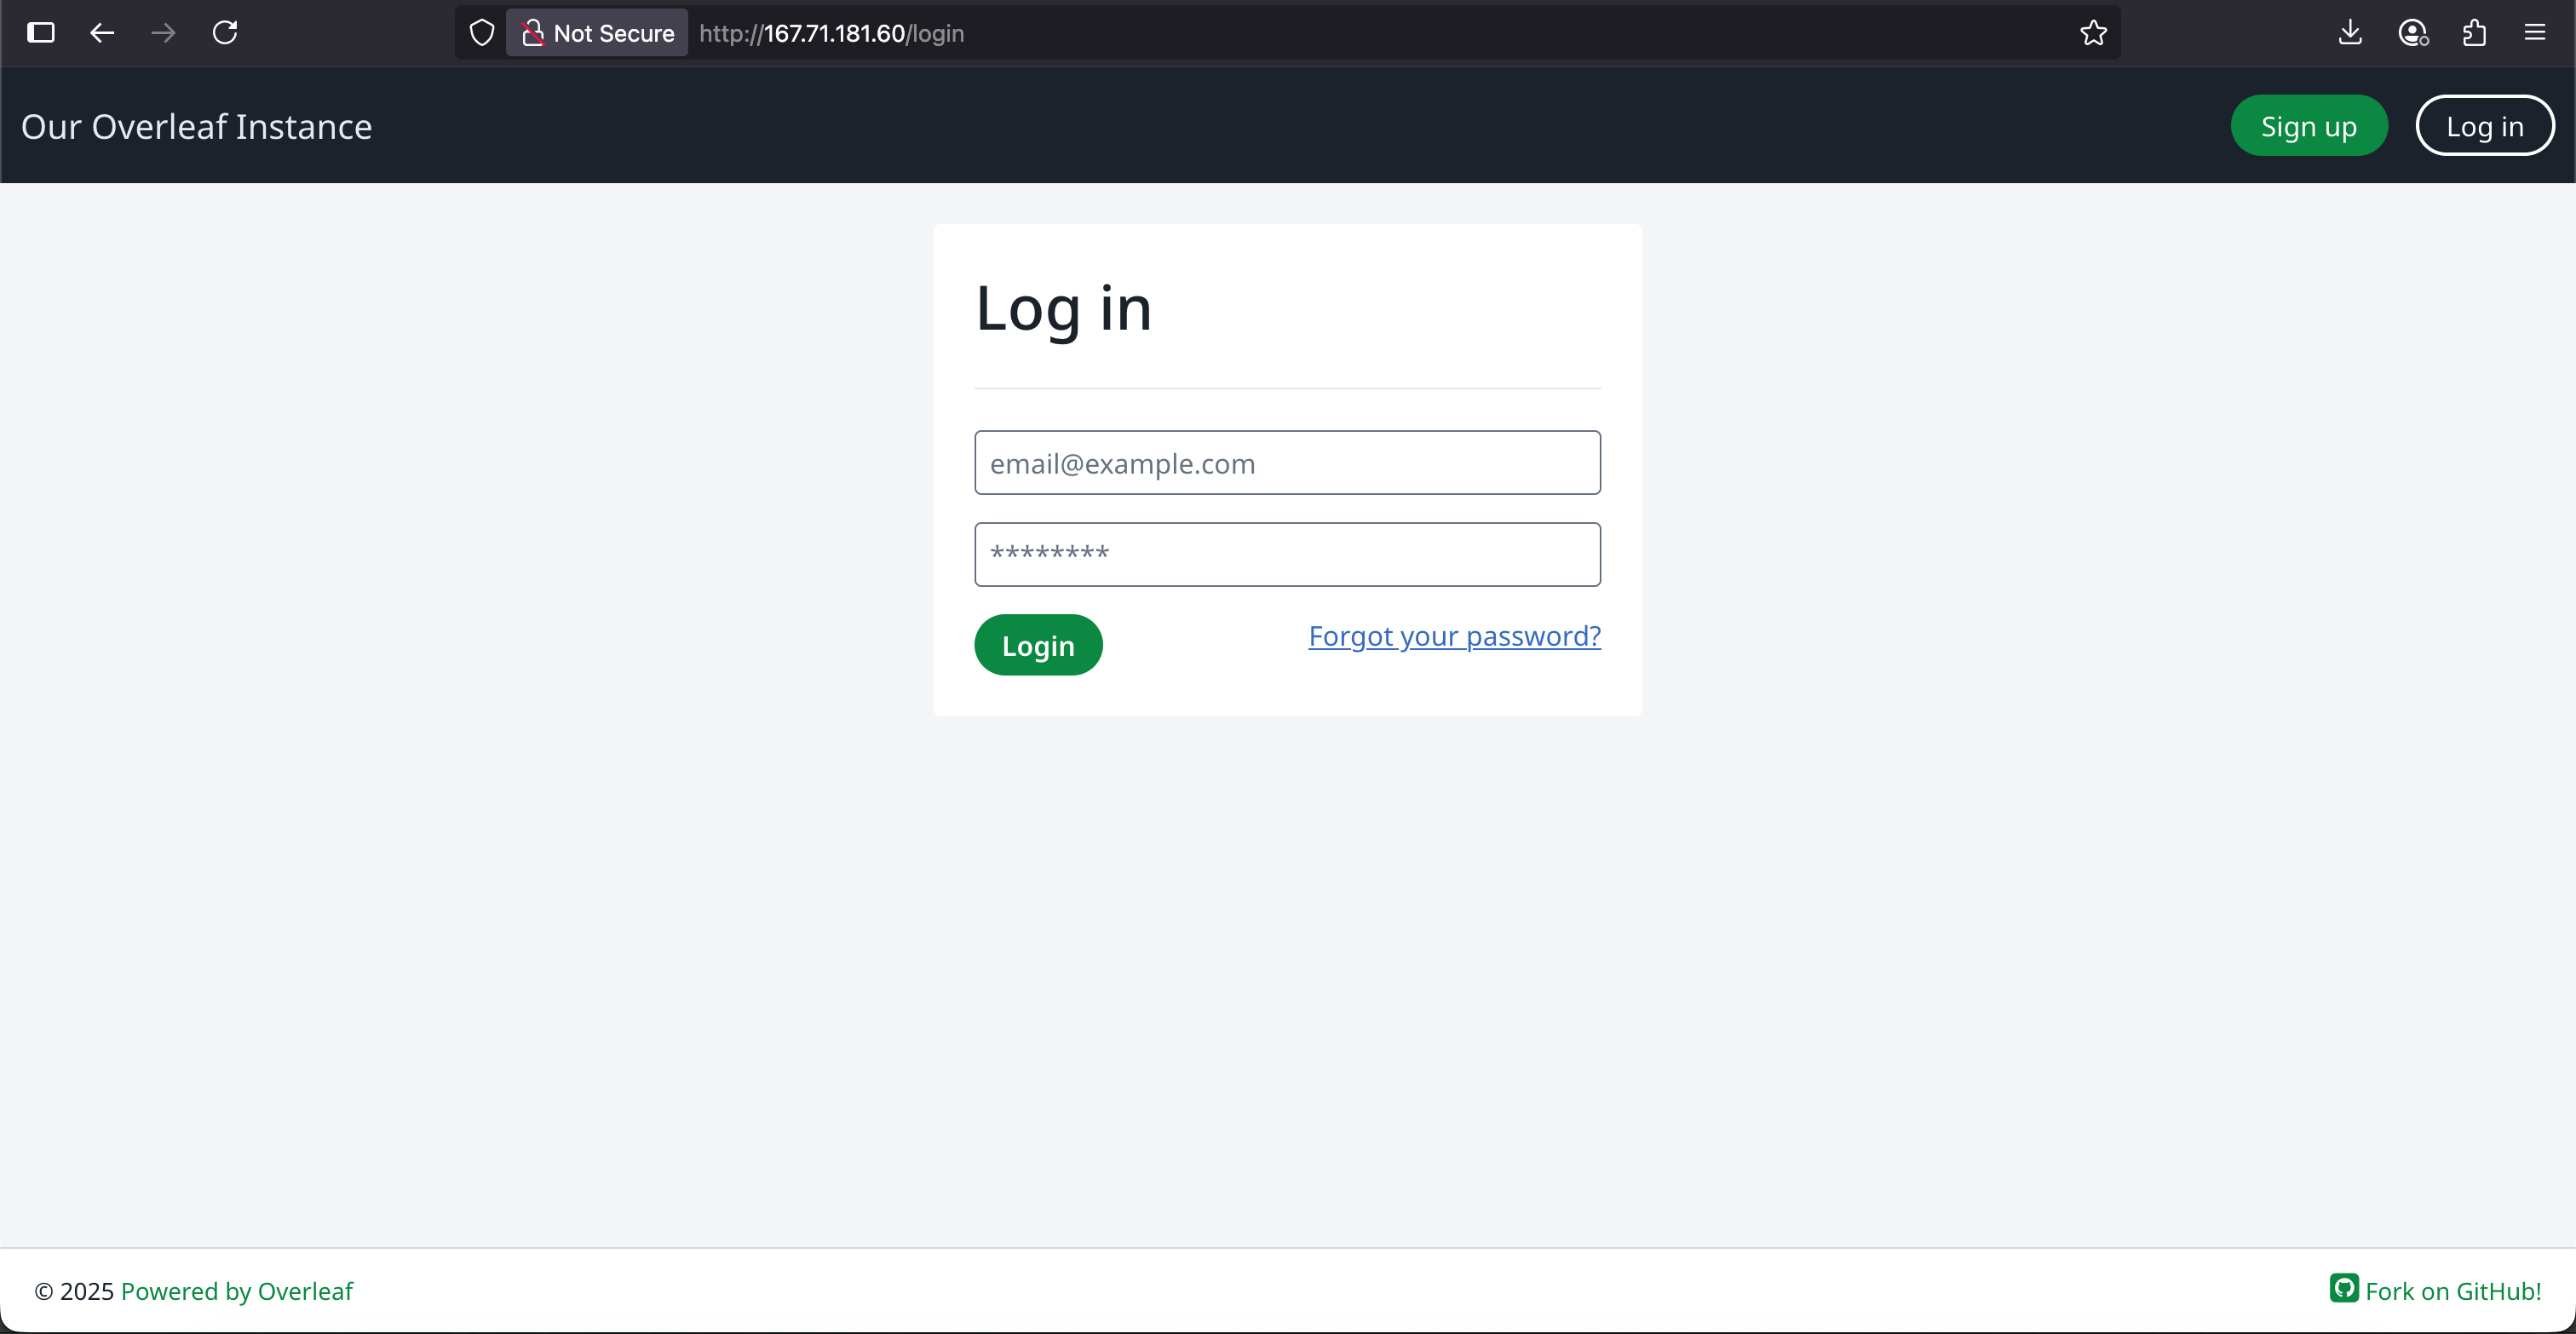 Not Secure http://167.71.181.60/login
Our Overleaf Instance
Sign up
Log in
Log in
email@example.com
********
Login
Forgot your password?
© 2025 Powered by Overleaf
Fork on GitHub!